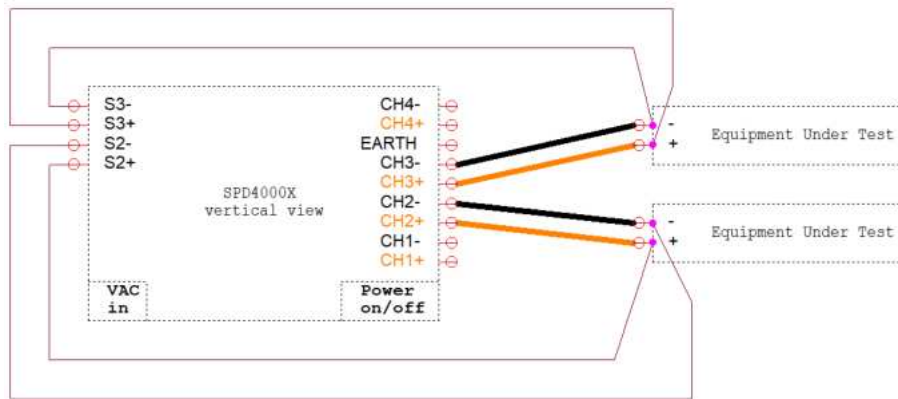 S3-
S3+
S2-
S2+
SPD4000X
vertical view
CH4-
CH4+
EARTH
CH3-
CH3+
CH2-
CH2+
CH1-
CH1+
VAC
in
Power
on/off
-
+
Equipment Under Test
-
+
Equipment Under Test